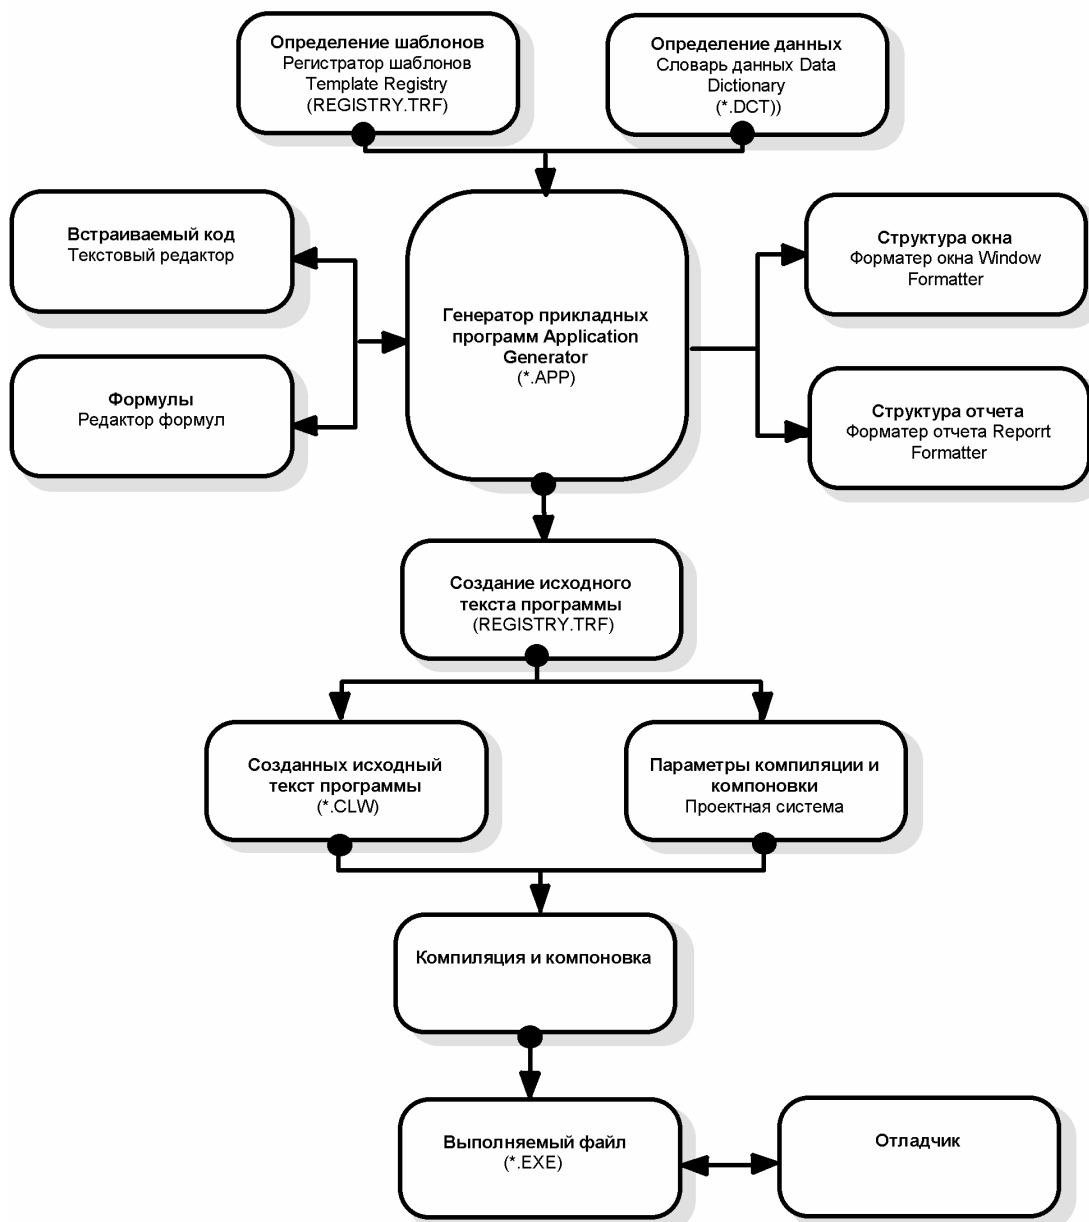 Определение шаблонов
Регистратор шаблонов
Template Registry
(REGISTRY.TRF)
Определение данных
Словарь данных Data
Dictionary
(*.DCT))
Встраиваемый код
Текстовый редактор
Формулы
Редактор формул
Генератор прикладных
программ Application
Generator
(*.APP)
Структура окна
Форматер окна Window
Formatter
Структура отчета
Форматер отчета Reporrt
Formatter
Создание исходного
текста программы
(REGISTRY.TRF)
Созданных исходный
текст программы
(*.CLW)
Параметры компиляции и
компоновки
Проектная система
Компиляция и компоновка
Выполняемый файл
(*.EXE)
Отладчик